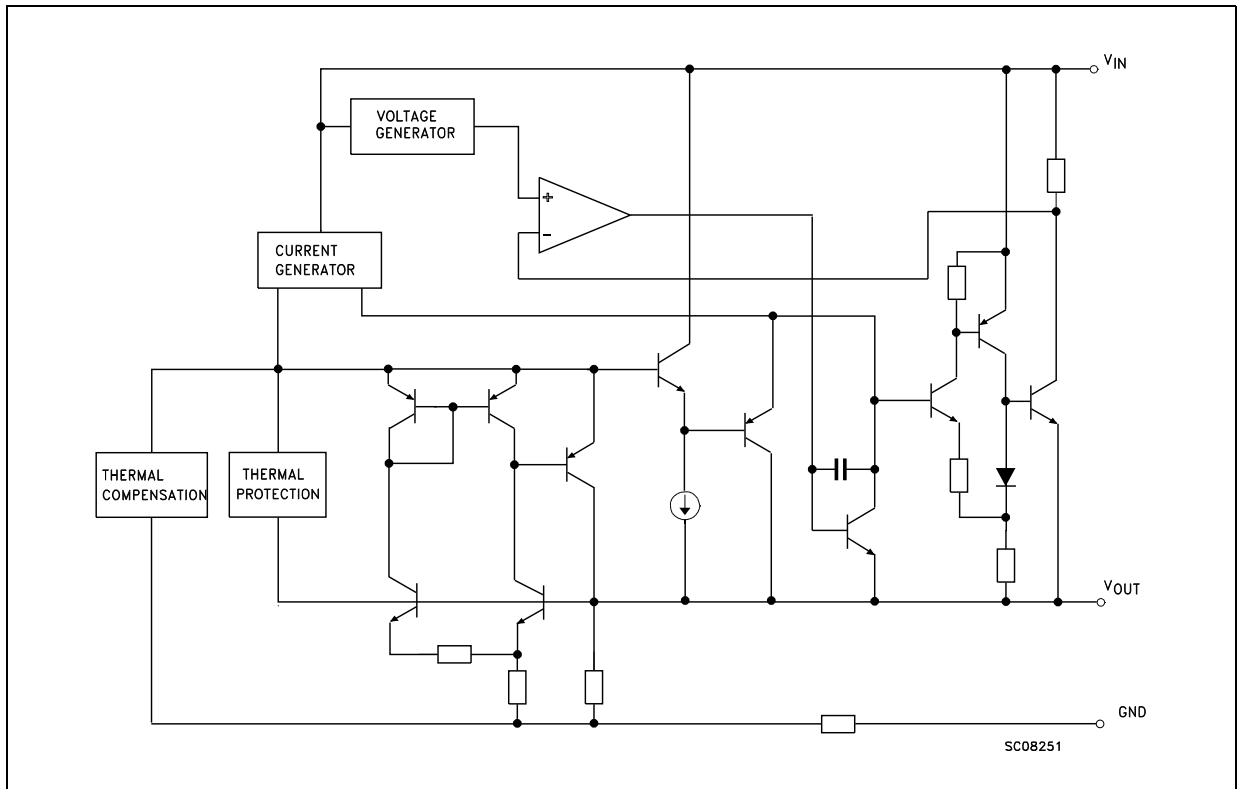 VIN
VOLTAGE
GENERATOR
+
−
CURRENT
GENERATOR
THERMAL
COMPENSATION
THERMAL
PROTECTION
VOUT
GND
SC08251